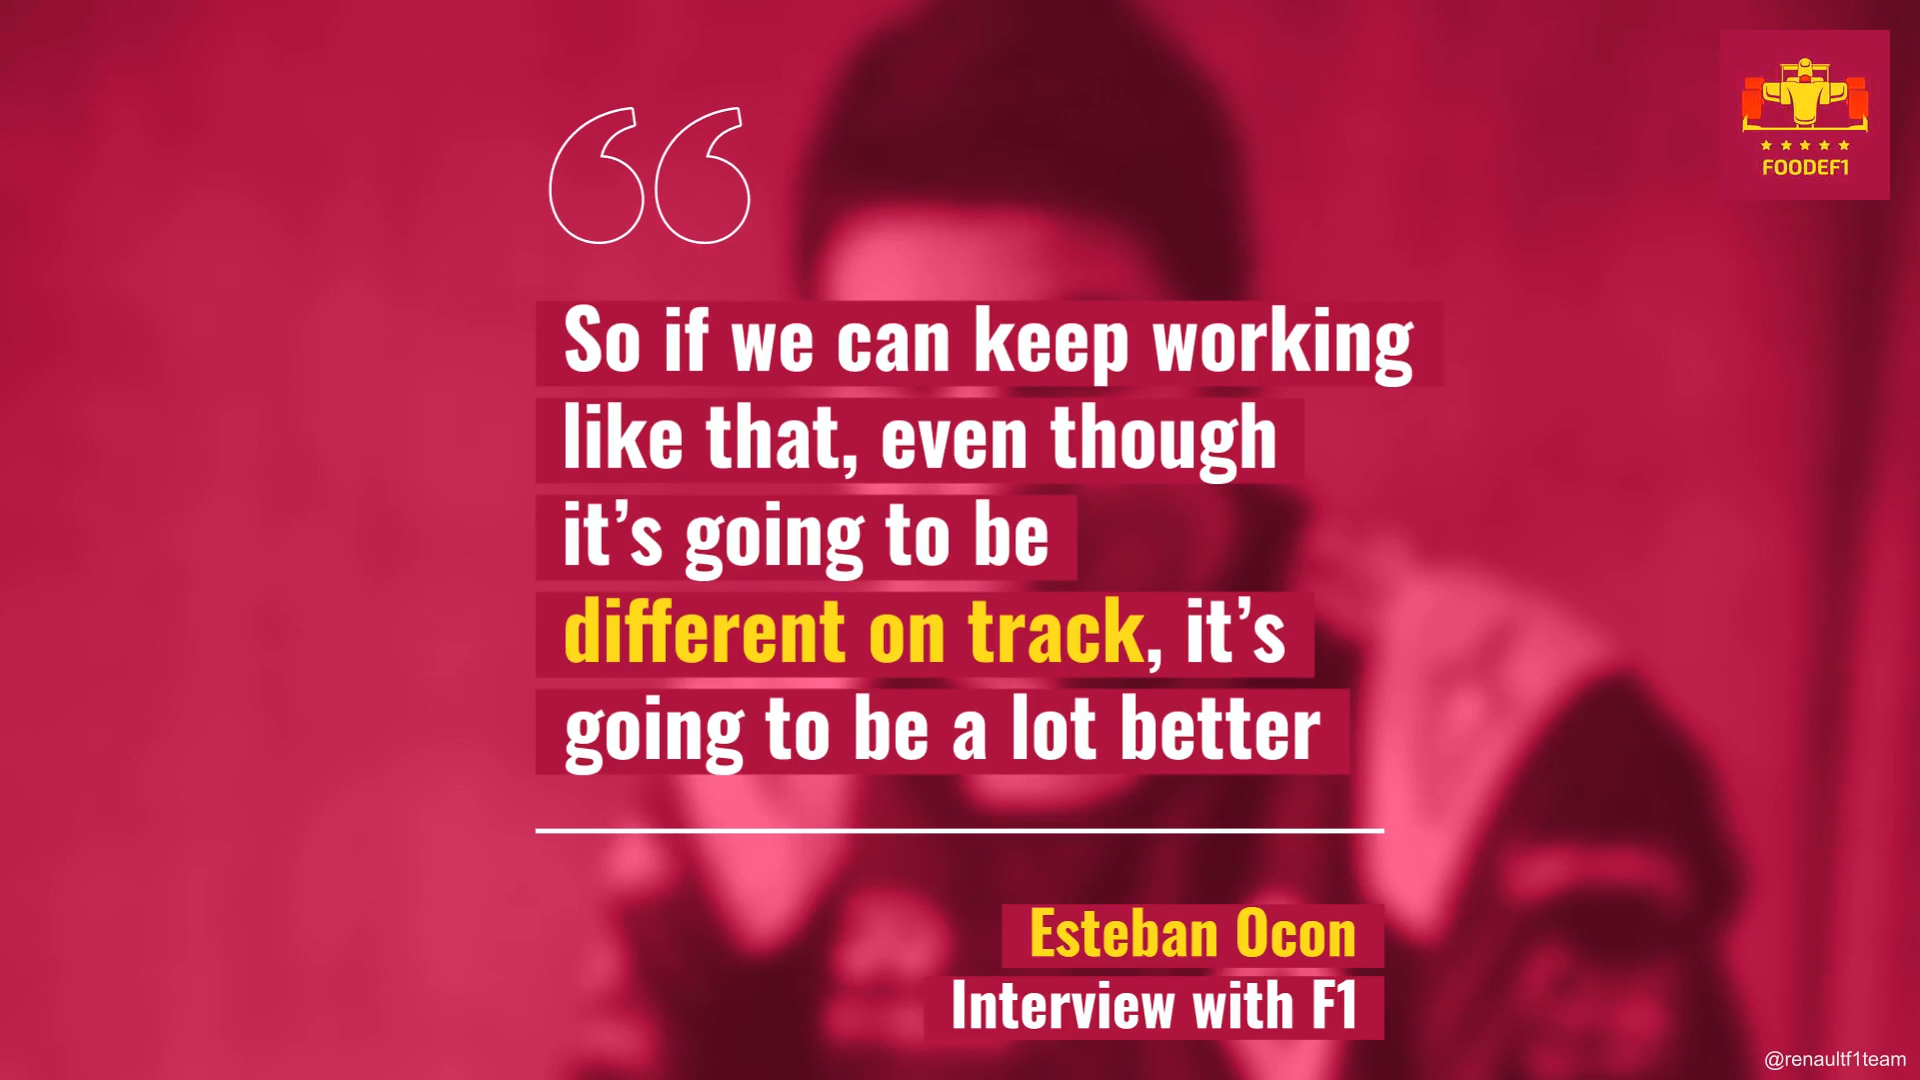 FOODEF1
“
So if we can keep working
like that, even though
it’s going to be
different on track, it’s
going to be a lot better
Esteban Ocon
Interview with F1
@renaultf1team